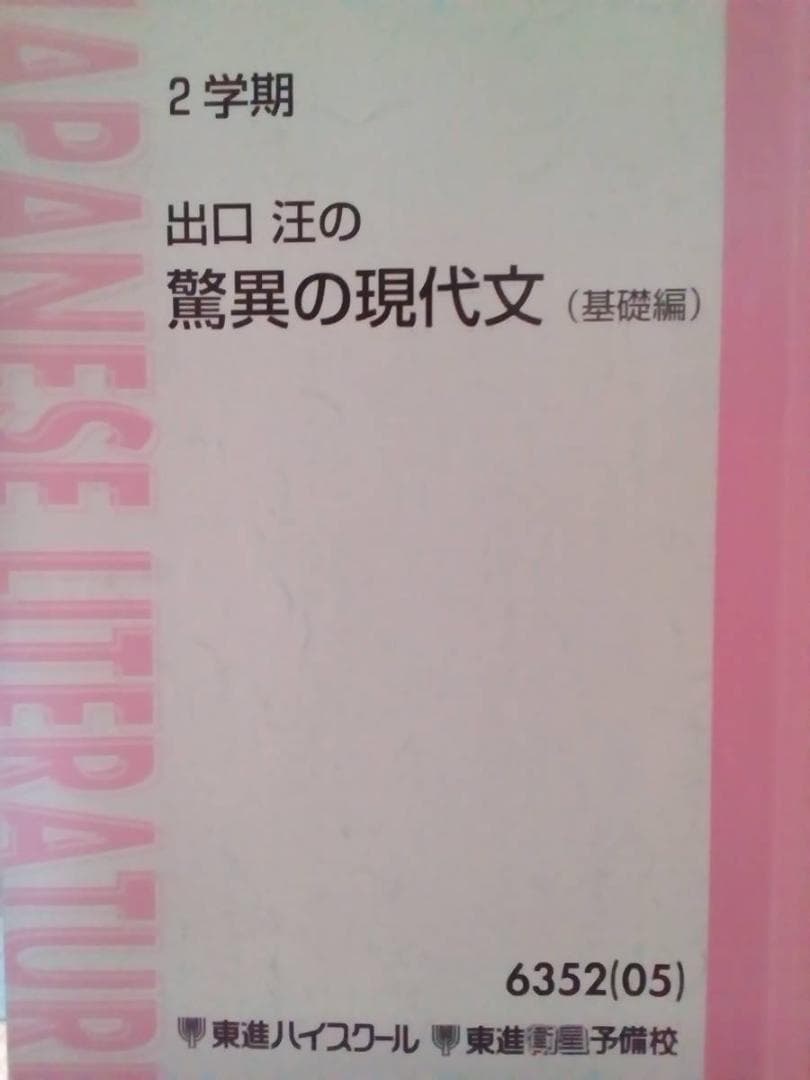 2学期
出口 汪の
驚異の現代文(基礎編)
6352(05)
東進ハイスクール 東進衛星予備校
JAPANESE LITERATURE